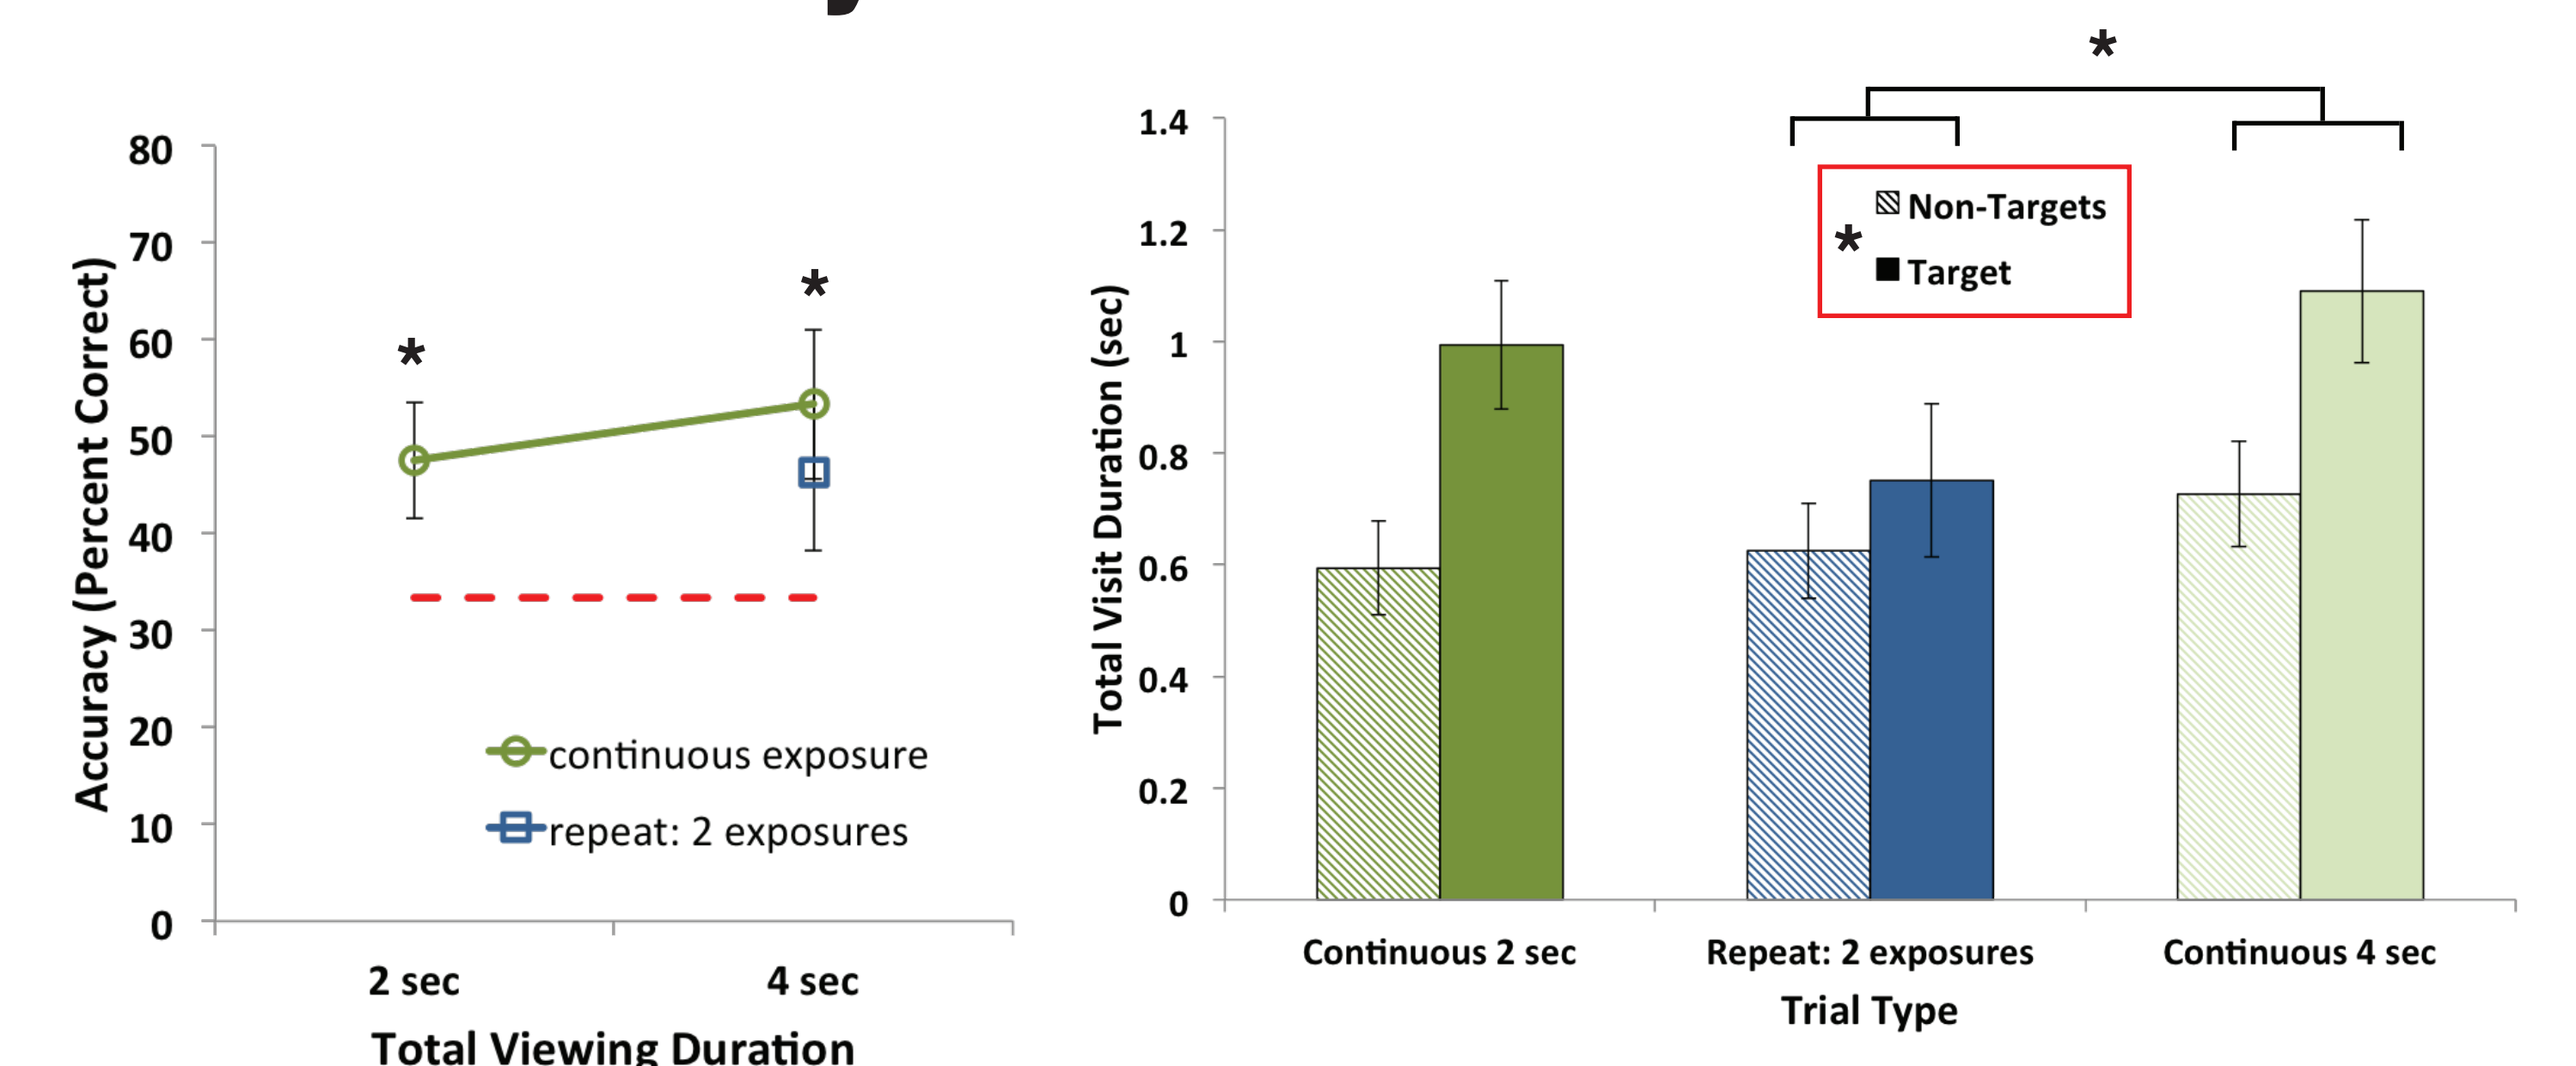 80
70
60
50
40
30
20
10
0
Accuracy (Percent Correct)
*
*
continuous exposure
repeat: 2 exposures
2 sec
4 sec
Total Viewing Duration
*
1.4
1.2
1
0.8
0.6
0.4
0.2
0
Total Visit Duration (sec)
Non-Targets
*
Target
Continuous 2 sec
Repeat: 2 exposures
Continuous 4 sec
Trial Type